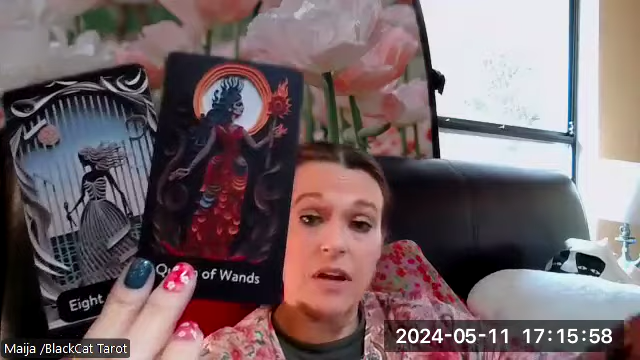 Eight
Queen of Wands
Maija /BlackCat Tarot
2024-05-11 17:15:58